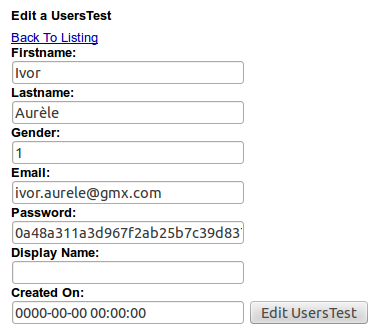 Edit a UsersTest
Back To Listing
Firstname:
Ivor
Lastname:
Aurèle
Gender:
1
Email:
ivor.aurele@gmx.com
Password:
0a48a311a3d967f2ab25b7c39d837
Display Name:
Created On:
0000-00-00 00:00:00 Edit UsersTest